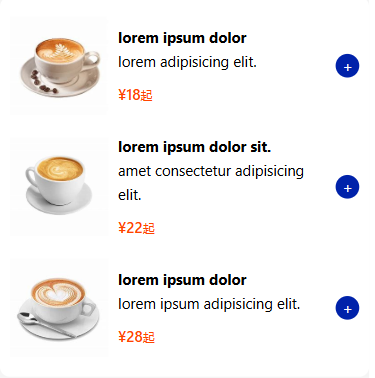 lorem ipsum dolor
lorem adipisicing elit.
¥18起
+
lorem ipsum dolor sit.
amet consectetur adipisicing
elit.
¥22起
+
lorem ipsum dolor
lorem ipsum adipisicing elit.
¥28起
+